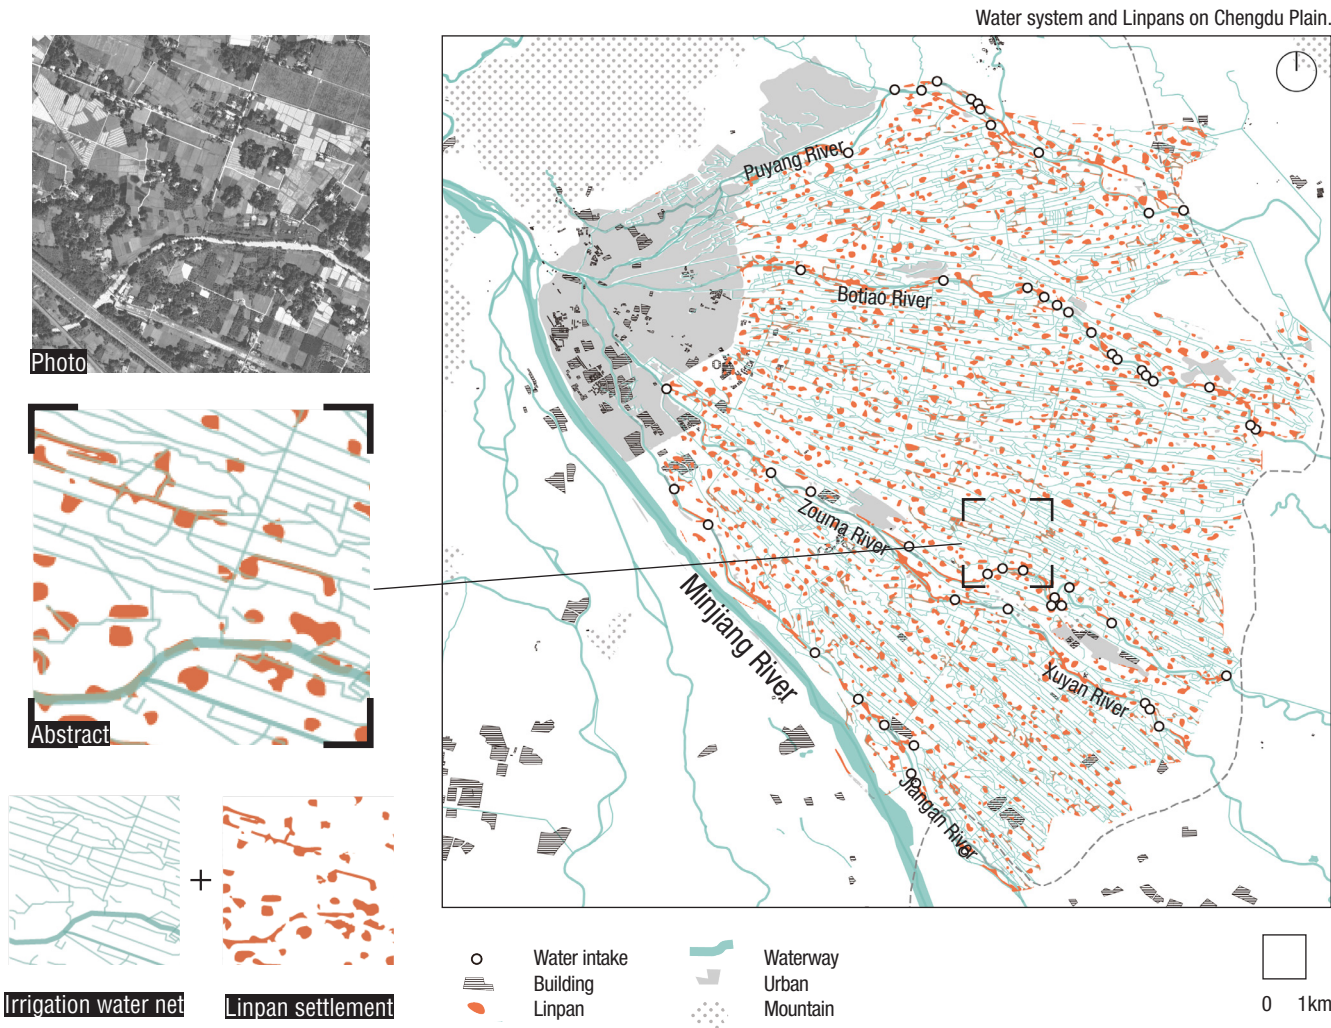 Water system and Linpans on Chengdu Plain.
Photo
Puyang River
Botiao River
Zouma River
Minjiang River
Xuyan River
Jiangan River
Abstract
+
Irrigation water net
Linpan settlement
Water intake
Building
Linpan
Waterway
Urban
Mountain
0 1km